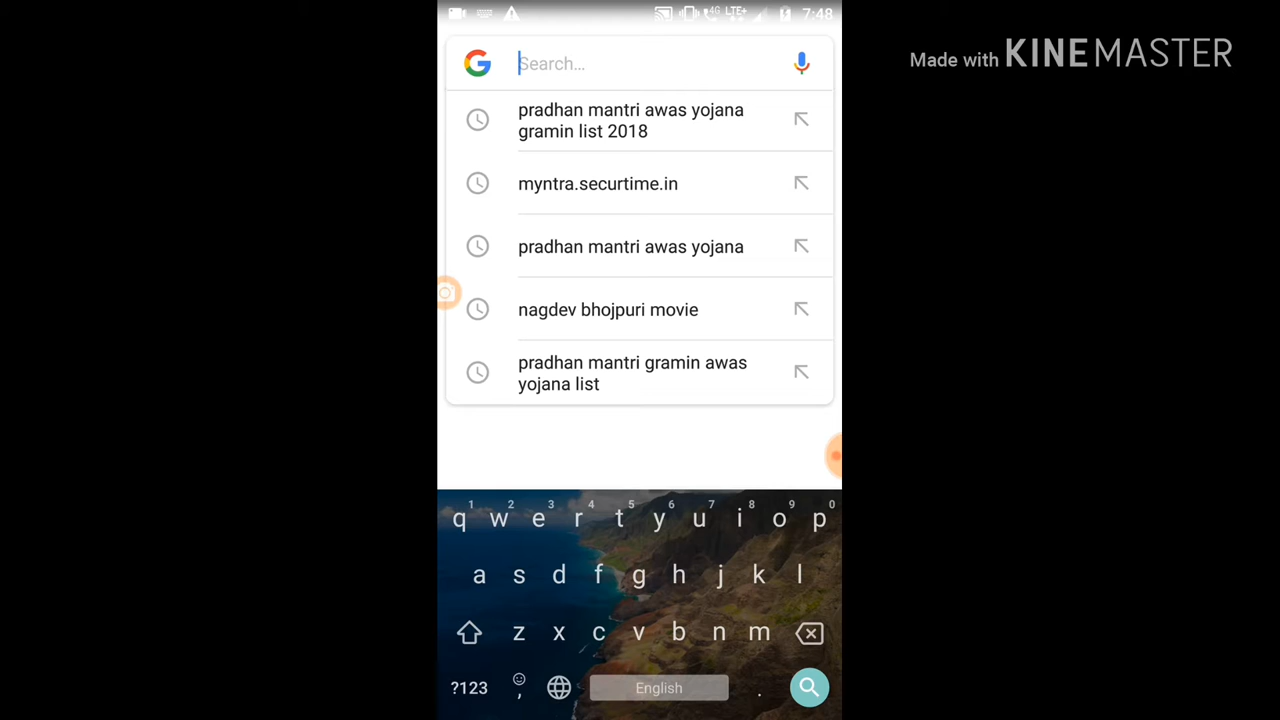 4G LTE+ 7:48
Made with KINEMASTER
Search...
pradhan mantri awas yojana
gramin list 2018
myntra.securtime.in
pradhan mantri awas yojana
nagdev bhojpuri movie
pradhan mantri gramin awas
yojana list
1 2 3 4 5 6 7 8 9 0
q w e r t y u i o p
a s d f g h j k l
z x c v b n m
?123 , English .